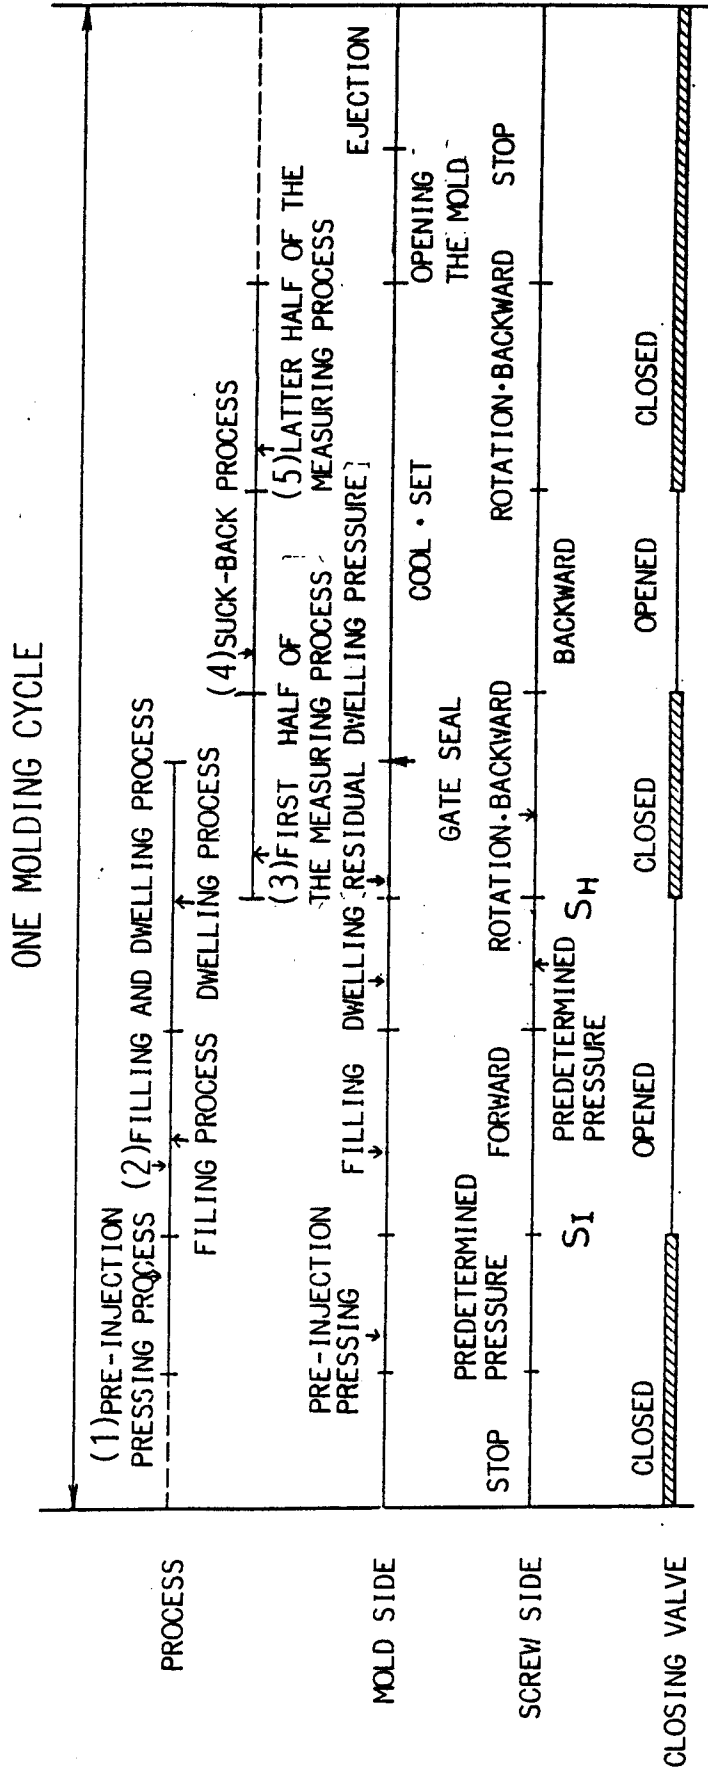 ONE MOLDING CYCLE
PROCESS
(1)PRE-INJECTION
PRESSING PROCESS
(2)FILLING AND DWELLING PROCESS
FILING PROCESS
DWELLING PROCESS
(4)SUCK-BACK PROCESS
(3)FIRST HALF OF
THE MEASURING PROCESS
(5)LATTER HALF OF THE
MEASURING PROCESS
MOLD SIDE
PRE-INJECTION
PRESSING
FILLING
DWELLING
RESIDUAL DWELLING PRESSURE
GATE SEAL
COOL·SET
OPENING
THE MOLD
EJECTION
SCREW SIDE
STOP
PREDETERMINED
PRESSURE
SI
FORWARD
PREDETERMINED
PRESSURE
SH
ROTATION·BACKWARD
BACKWARD
ROTATION·BACKWARD
STOP
CLOSING VALVE
CLOSED
OPENED
CLOSED
OPENED
CLOSED